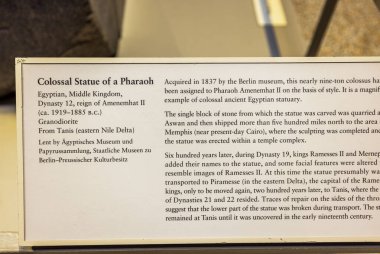 Colossal Statue of a Pharaoh
Egyptian, Middle Kingdom,
Dynasty 12, reign of Amenemhat II
(ca. 1919–1885 B.C.)
Granodiorite
From Tanis (eastern Nile Delta)
Lent by Ägyptisches Museum und
Papyrussammlung, Staatliche Museen zu
Berlin–Preussischer Kulturbesitz
Acquired in 1837 by the Berlin museum, this nearly nine-ton colossus ha
been assigned to Pharaoh Amenemhat II on the basis of style. It is a magnif
example of colossal ancient Egyptian statuary.
The single block of stone from which the statue was carved was quarried a
Aswan and then shipped more than five hundred miles north to the area
Memphis (near present-day Cairo), where the sculpting was completed and
the statue was erected within a temple complex.
Six hundred years later, during Dynasty 19, kings Ramesses II and Mernep
added their names to the statue, and some facial features were altered
resemble images of Ramesses II. At this time the statue presumably wa
transported to Piramesse (in the eastern Delta), the capital of the Rame
kings, only to be moved again, two hundred years later, to Tanis, where the
of Dynasties 21 and 22 resided. Traces of repair on the sides of the thro
suggest that the lower part of the statue was broken during transport. The st
remained at Tanis until it was uncovered in the early nineteenth century.